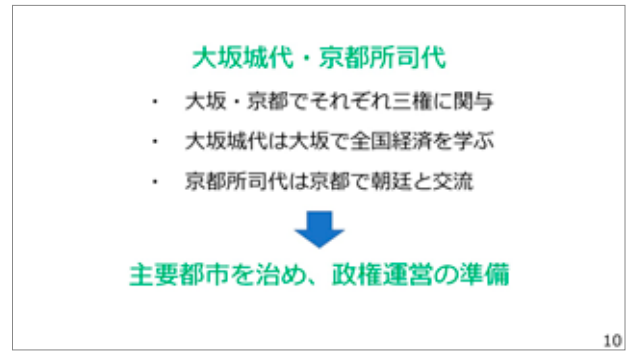 大坂城代・京都所司代
・ 大坂・京都でそれぞれ三権に関与
・ 大坂城代は大坂で全国経済を学ぶ
・ 京都所司代は京都で朝廷と交流
主要都市を治め、政権運営の準備
10